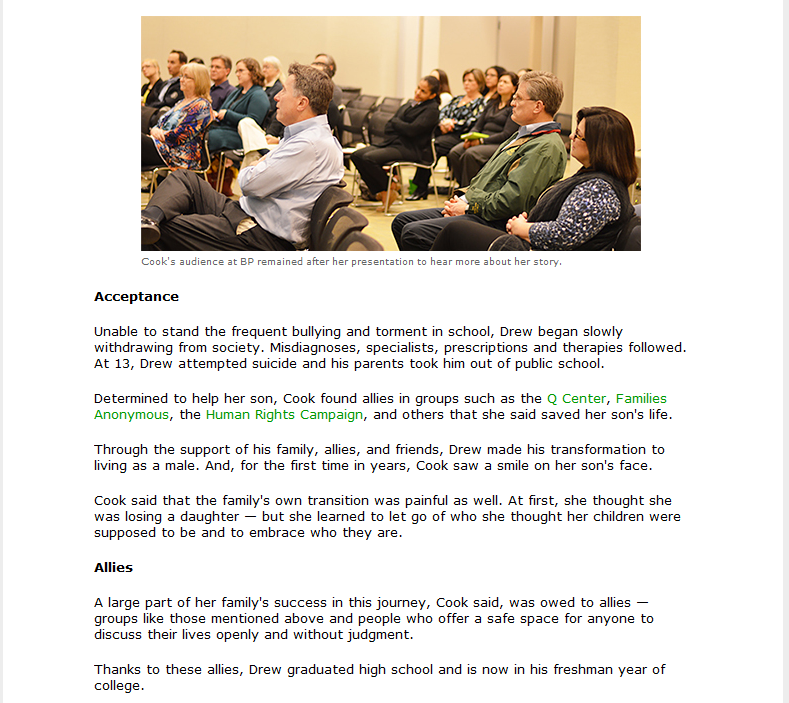 Cook's audience at BP remained after her presentation to hear more about her story.
Acceptance
Unable to stand the frequent bullying and torment in school, Drew began slowly
withdrawing from society. Misdiagnoses, specialists, prescriptions and therapies followed.
At 13, Drew attempted suicide and his parents took him out of public school.
Determined to help her son, Cook found allies in groups such as the Q Center, Families
Anonymous, the Human Rights Campaign, and others that she said saved her son's life.
Through the support of his family, allies, and friends, Drew made his transformation to
living as a male. And, for the first time in years, Cook saw a smile on her son's face.
Cook said that the family's own transition was painful as well. At first, she thought she
was losing a daughter — but she learned to let go of who she thought her children were
supposed to be and to embrace who they are.
Allies
A large part of her family's success in this journey, Cook said, was owed to allies —
groups like those mentioned above and people who offer a safe space for anyone to
discuss their lives openly and without judgment.
Thanks to these allies, Drew graduated high school and is now in his freshman year of
college.